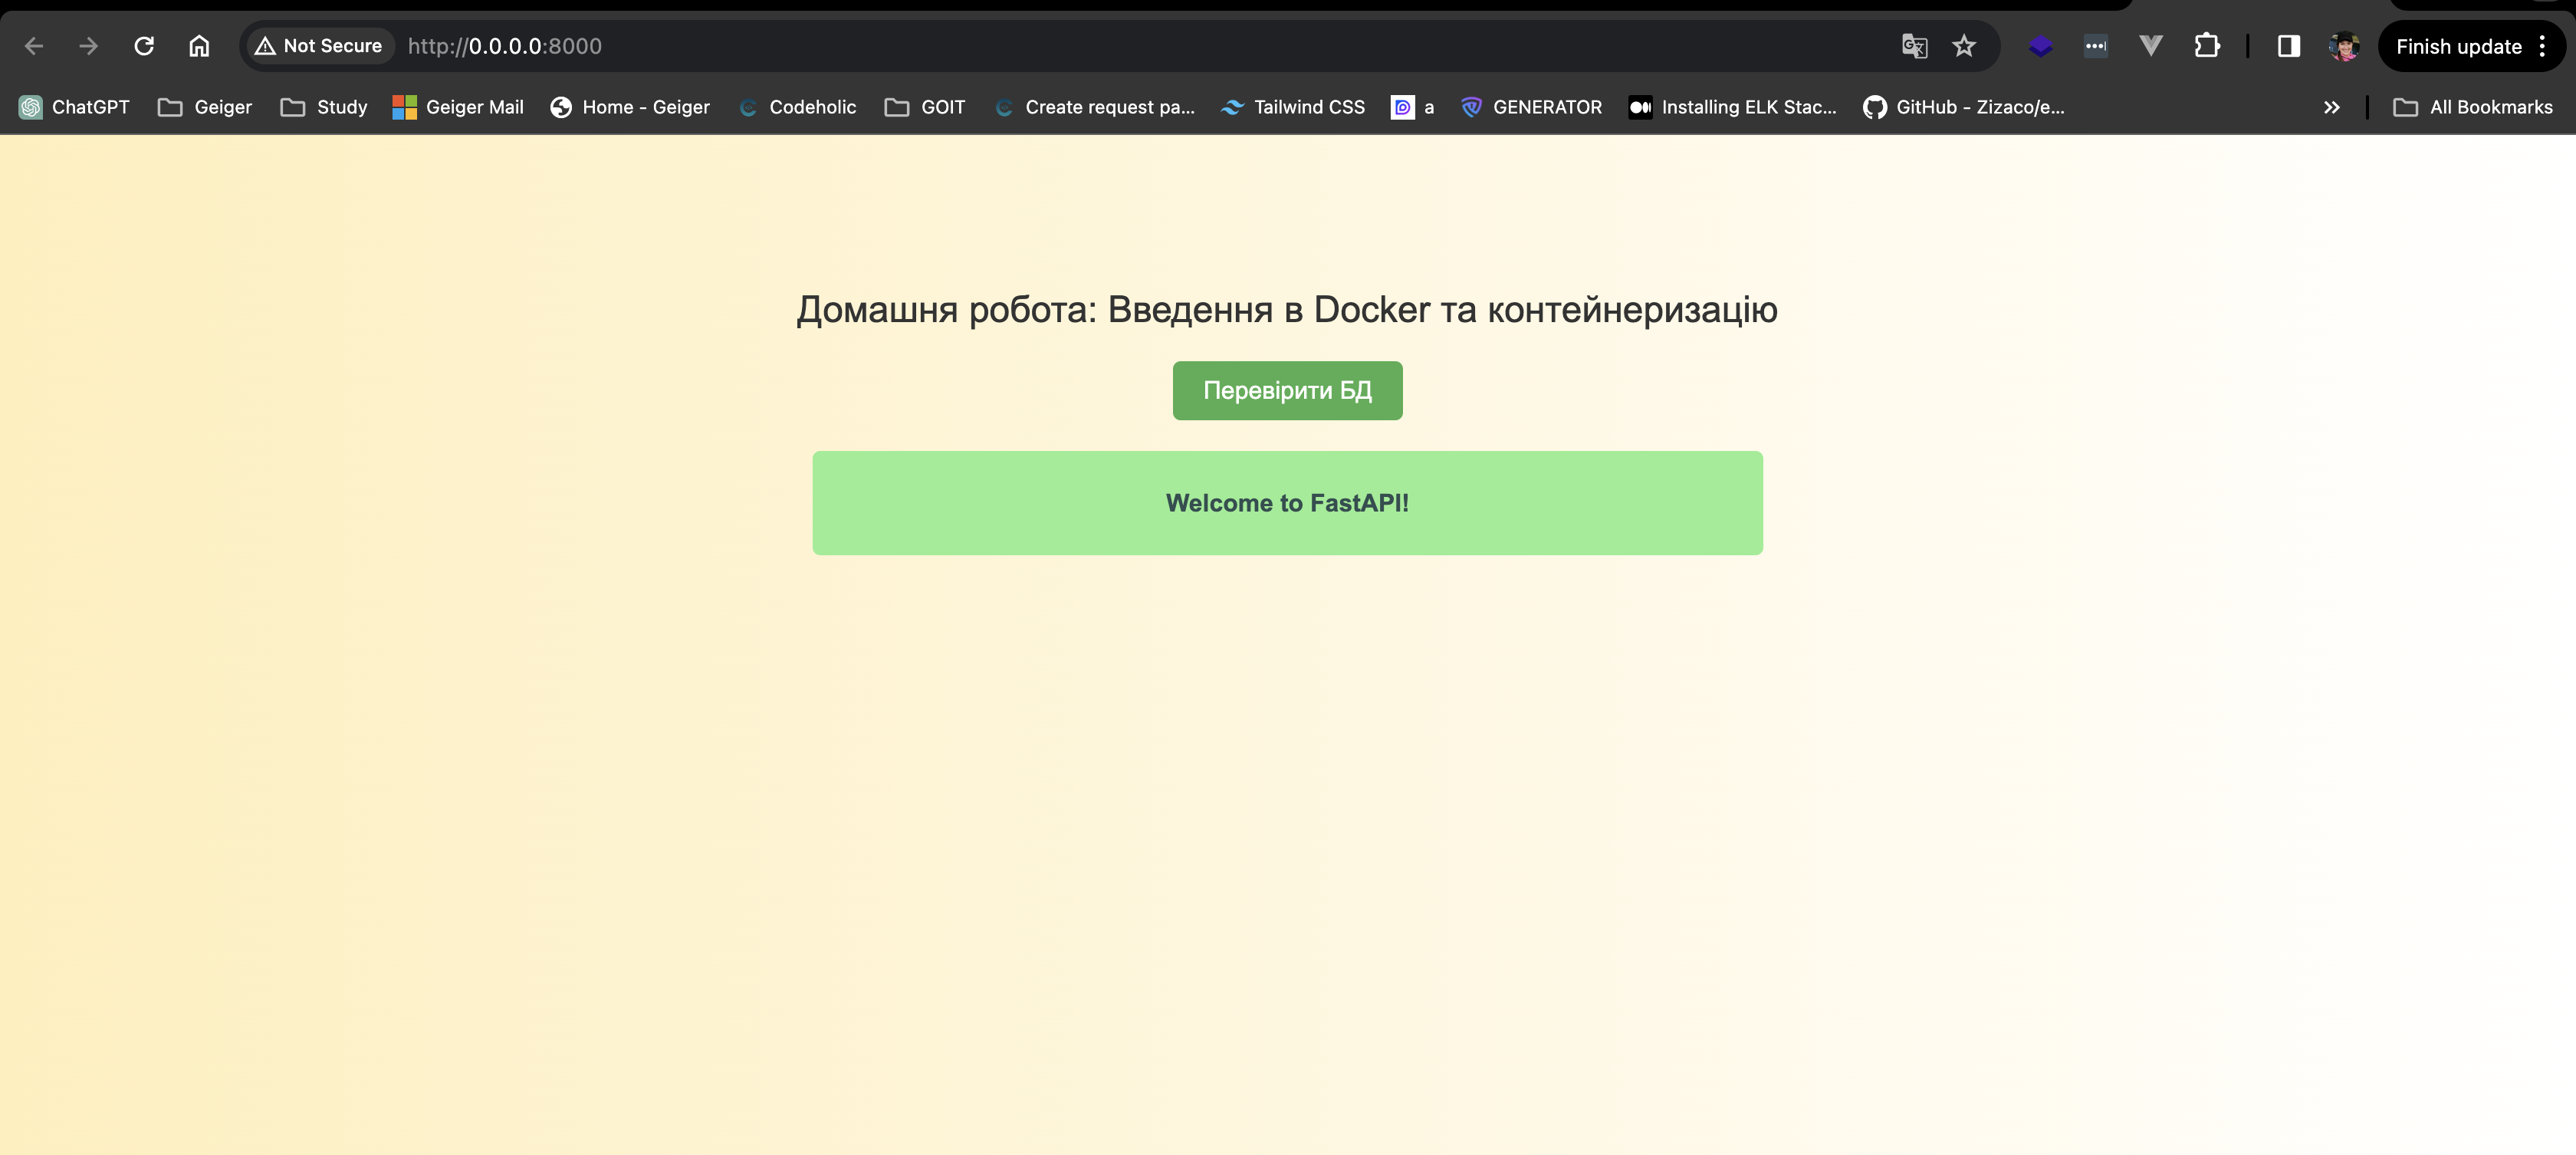 Not Secure http://0.0.0.0:8000 Finish update
ChatGPT Geiger Study Geiger Mail Home - Geiger Codeholic GOIT Create request pa... Tailwind CSS a GENERATOR Installing ELK Stac... GitHub - Zizaco/e... » All Bookmarks
Домашня робота: Введення в Docker та контейнеризацію
Перевірити БД
Welcome to FastAPI!